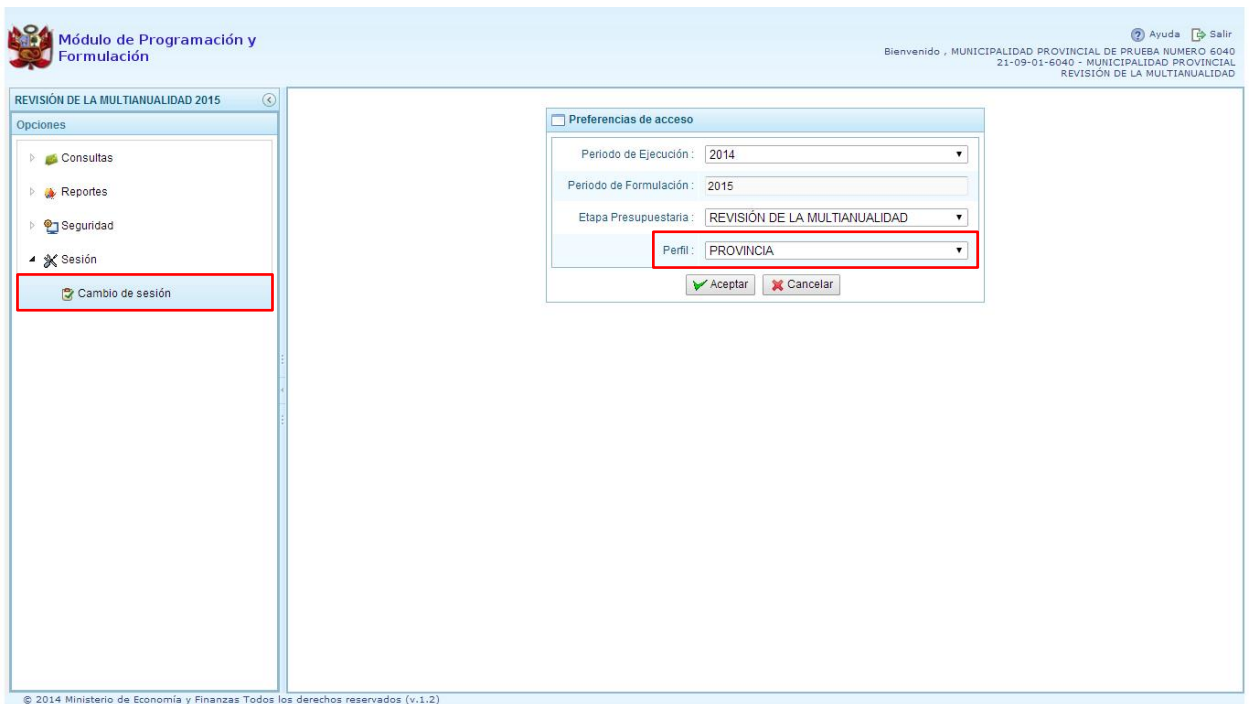 Módulo de Programación y
Formulación
Ayuda Salir
Bienvenido , MUNICIPALIDAD PROVINCIAL DE PRUEBA NUMERO 6040
21-09-01-6040 - MUNICIPALIDAD PROVINCIAL
REVISIÓN DE LA MULTIANUALIDAD
REVISIÓN DE LA MULTIANUALIDAD 2015
Opciones
Consultas
Reportes
Seguridad
Sesión
Cambio de sesión
Preferencias de acceso
Periodo de Ejecución : 2014
Periodo de Formulación : 2015
Etapa Presupuestaria : REVISIÓN DE LA MULTIANUALIDAD
Perfil : PROVINCIA
Aceptar Cancelar
© 2014 Ministerio de Economía y Finanzas Todos los derechos reservados (v.1.2)